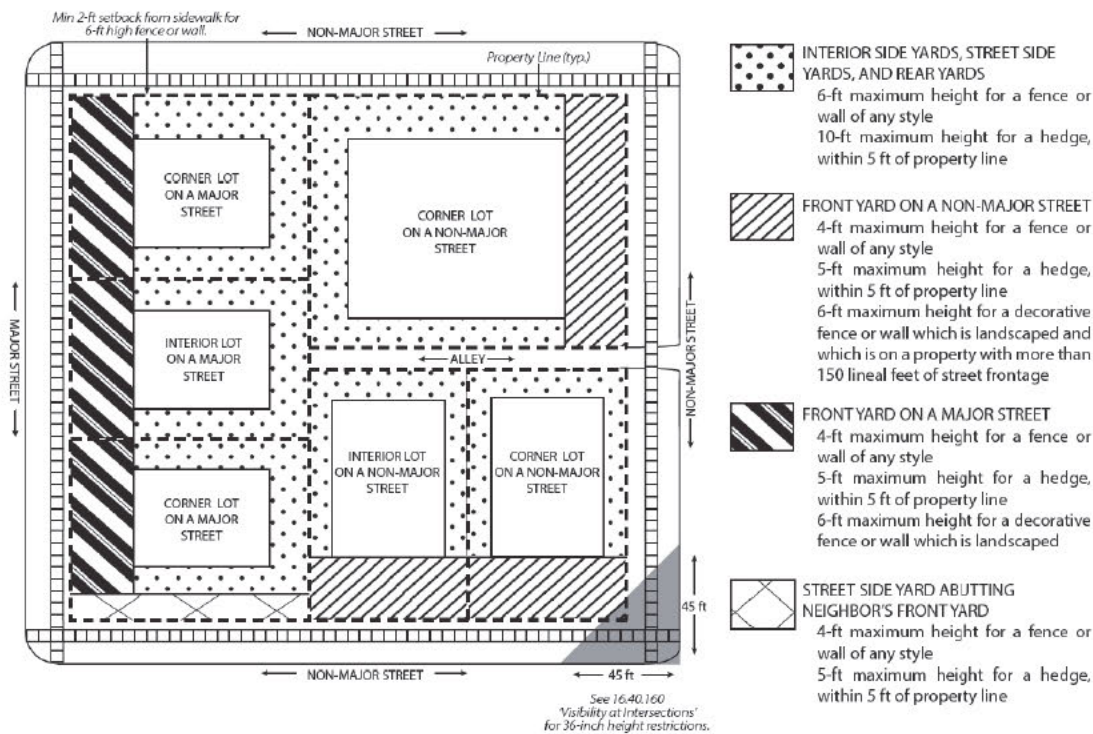 Min 2-ft setback from sidewalk for
6-ft high fence or wall.
NON-MAJOR STREET
Property Line (typ.)
CORNER LOT
ON A MAJOR
STREET
CORNER LOT
ON A NON-MAJOR
STREET
MAJOR STREET
INTERIOR LOT
ON A MAJOR
STREET
ALLEY
NON-MAJOR STREET
CORNER LOT
ON A MAJOR
STREET
INTERIOR LOT
ON A NON-MAJOR
STREET
CORNER LOT
ON A NON-MAJOR
STREET
45 ft
NON-MAJOR STREET
45 ft
See 16.40.160
'Visibility at Intersections'
for 36-inch height restrictions.
INTERIOR SIDE YARDS, STREET SIDE
YARDS, AND REAR YARDS
6-ft maximum height for a fence or
wall of any style
10-ft maximum height for a hedge,
within 5 ft of property line
FRONT YARD ON A NON-MAJOR STREET
4-ft maximum height for a fence or
wall of any style
5-ft maximum height for a hedge,
within 5 ft of property line
6-ft maximum height for a decorative
fence or wall which is landscaped and
which is on a property with more than
150 lineal feet of street frontage
FRONT YARD ON A MAJOR STREET
4-ft maximum height for a fence or
wall of any style
5-ft maximum height for a hedge,
within 5 ft of property line
6-ft maximum height for a decorative
fence or wall which is landscaped
STREET SIDE YARD ABUTTING
NEIGHBOR'S FRONT YARD
4-ft maximum height for a fence or
wall of any style
5-ft maximum height for a hedge,
within 5 ft of property line